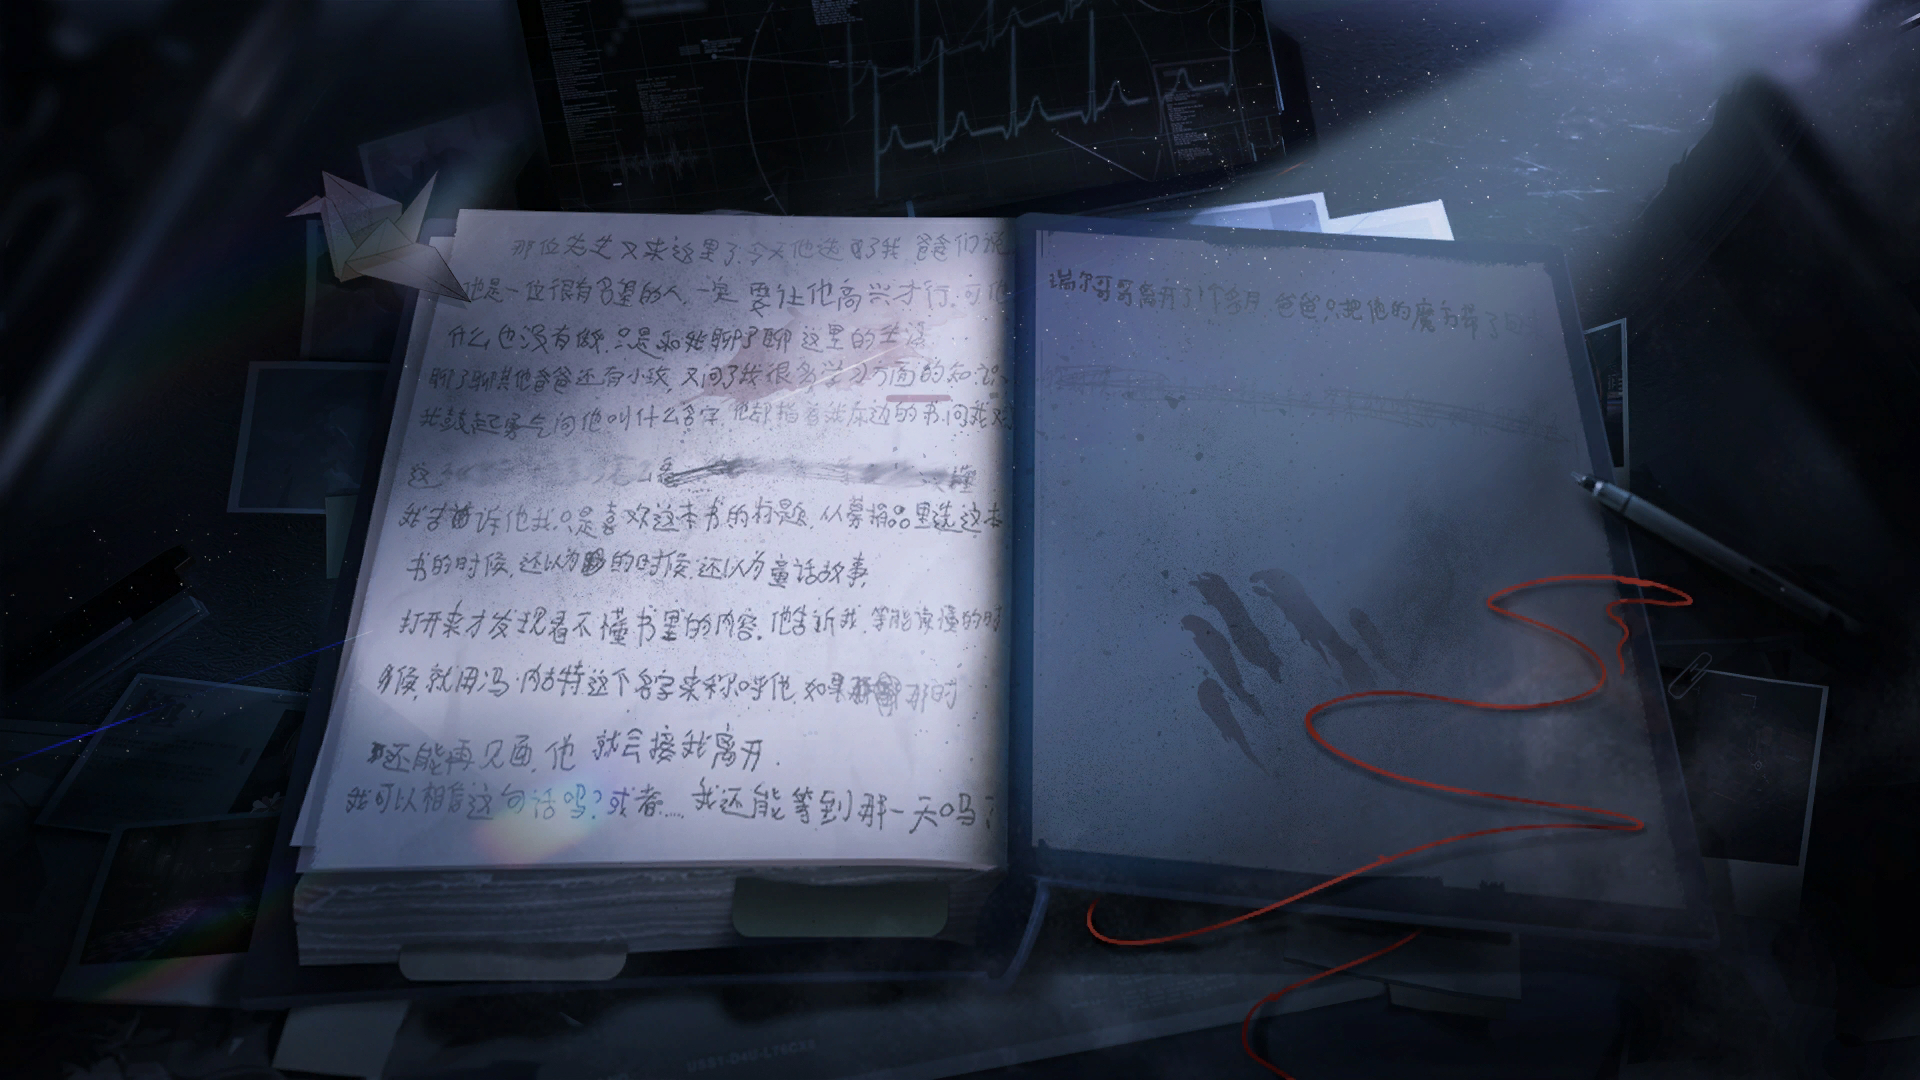 那位先生又来这里了.今天他选了我.爸爸们说
他是一位很有名望的人.一定要让他高兴才行.可他
什么也没有做.只是和我聊了聊这里的生活
聊了聊其他爸爸还有小孩,又问了我很多学习方面的知识.
我鼓起勇气问他叫什么名字.他却指着我床边的书.问我对
这
我告诉他我只是喜欢这本书的标题.从募捐品里选这本
书的时候,还以为的时候,还以为童话故事.
打开来才发现看不懂书里的内容.他告诉我.等能读懂的时
候,就用冯·内古特这个名字来称呼他.如果那时
还能再见面.他就会接我离开.
我可以相信这句话吗?或者……我还能等到那一天吗?
瑞尔哥哥离开了1个多月.爸爸只把他的魔方带了
US51-D4U-L76C33